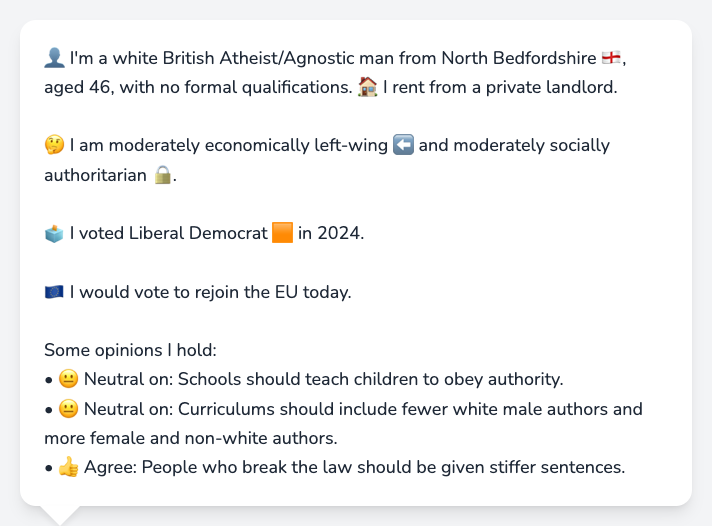 👤 I'm a white British Atheist/Agnostic man from North Bedfordshire 🏴󠁧󠁢󠁥󠁮󠁧󠁿,
aged 46, with no formal qualifications. 🏠 I rent from a private landlord.
🤔 I am moderately economically left-wing ⬅️ and moderately socially
authoritarian 🔒.
🗳️ I voted Liberal Democrat 🟧 in 2024.
🇪🇺 I would vote to rejoin the EU today.
Some opinions I hold:
• 😐 Neutral on: Schools should teach children to obey authority.
• 😐 Neutral on: Curriculums should include fewer white male authors and
more female and non-white authors.
• 👍 Agree: People who break the law should be given stiffer sentences.